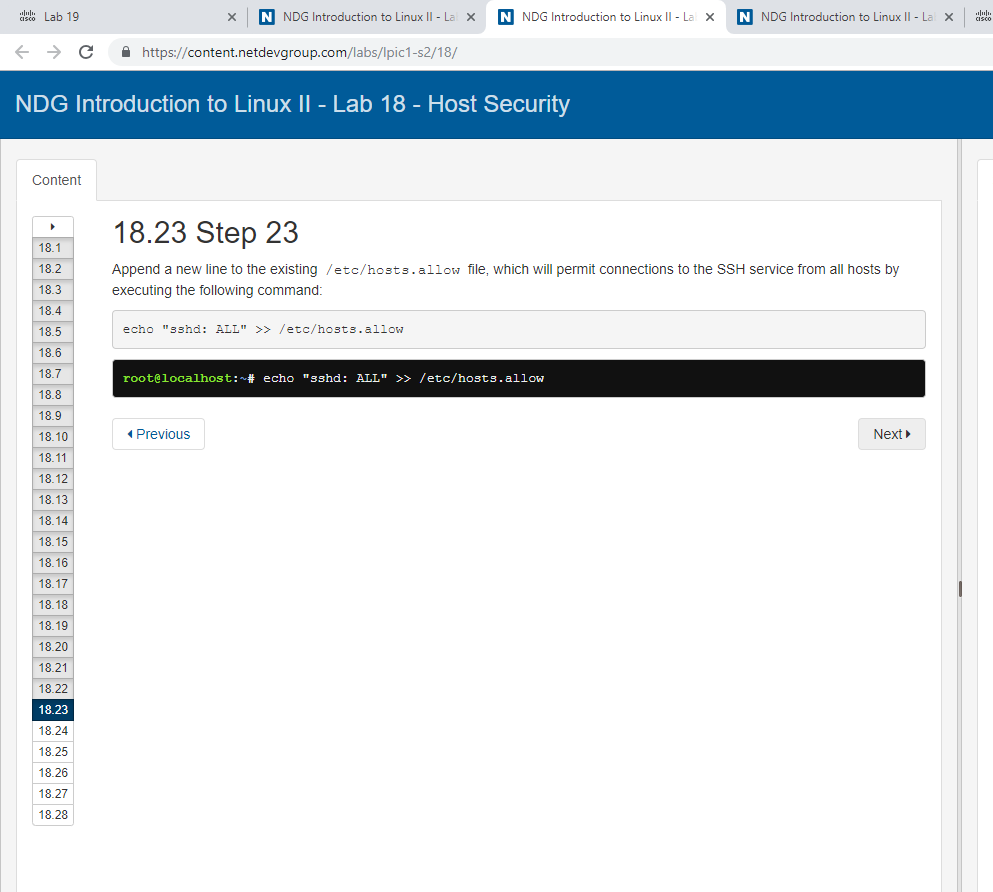 Lab 19
NDG Introduction to Linux II - La
NDG Introduction to Linux II - La
NDG Introduction to Linux II - La
https://content.netdevgroup.com/labs/lpic1-s2/18/
NDG Introduction to Linux II - Lab 18 - Host Security
Content
18.1
18.2
18.3
18.4
18.5
18.6
18.7
18.8
18.9
18.10
18.11
18.12
18.13
18.14
18.15
18.16
18.17
18.18
18.19
18.20
18.21
18.22
18.23
18.24
18.25
18.26
18.27
18.28
18.23 Step 23
Append a new line to the existing /etc/hosts.allow file, which will permit connections to the SSH service from all hosts by
executing the following command:
echo "sshd: ALL" >> /etc/hosts.allow
root@localhost:~# echo "sshd: ALL" >> /etc/hosts.allow
Previous
Next